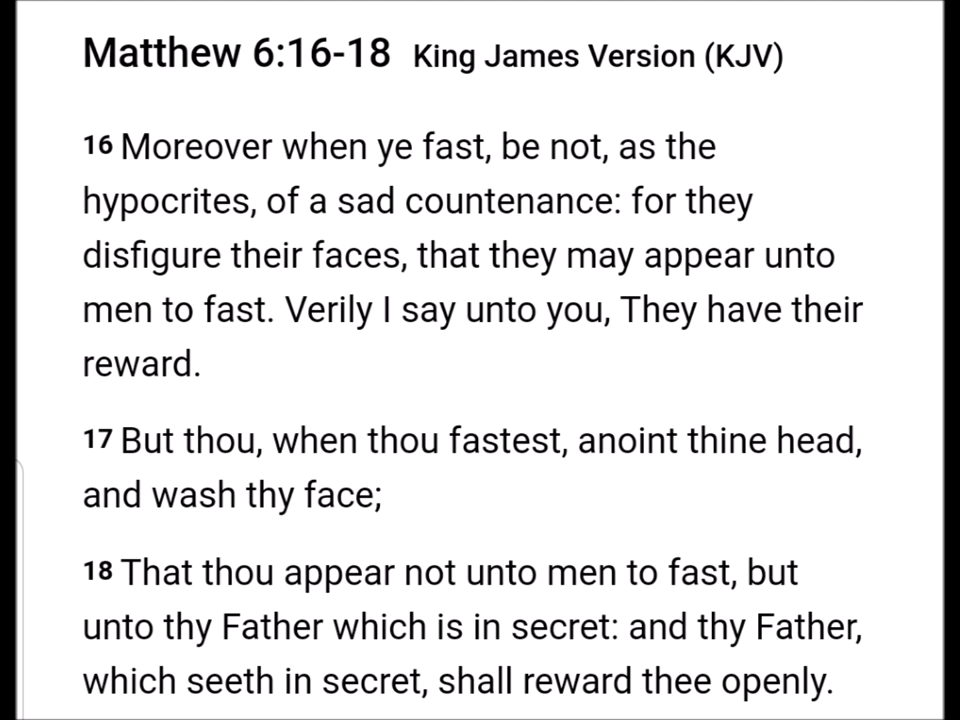 Matthew 6:16-18 King James Version (KJV)
16 Moreover when ye fast, be not, as the
hypocrites, of a sad countenance: for they
disfigure their faces, that they may appear unto
men to fast. Verily I say unto you, They have their
reward.
17 But thou, when thou fastest, anoint thine head,
and wash thy face;
18 That thou appear not unto men to fast, but
unto thy Father which is in secret: and thy Father,
which seeth in secret, shall reward thee openly.